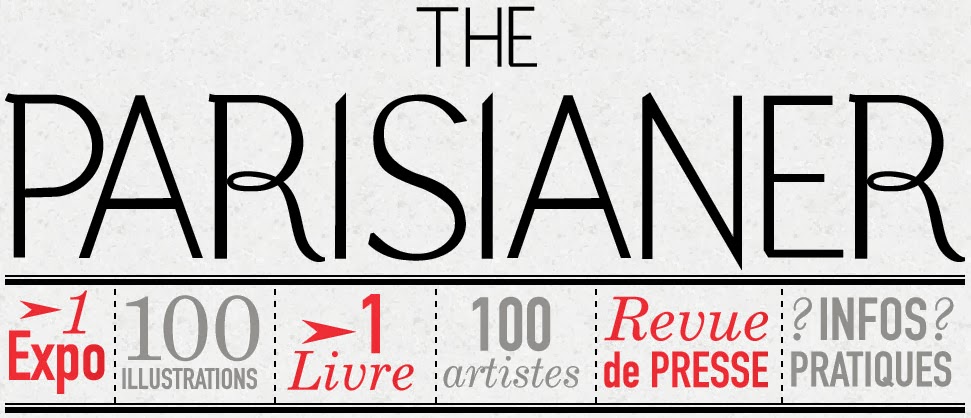 THE
PARISIANER
1
Expo
100
ILLUSTRATIONS
1
Livre
100
artistes
Revue
de PRESSE
?INFOS?
PRATIQUES